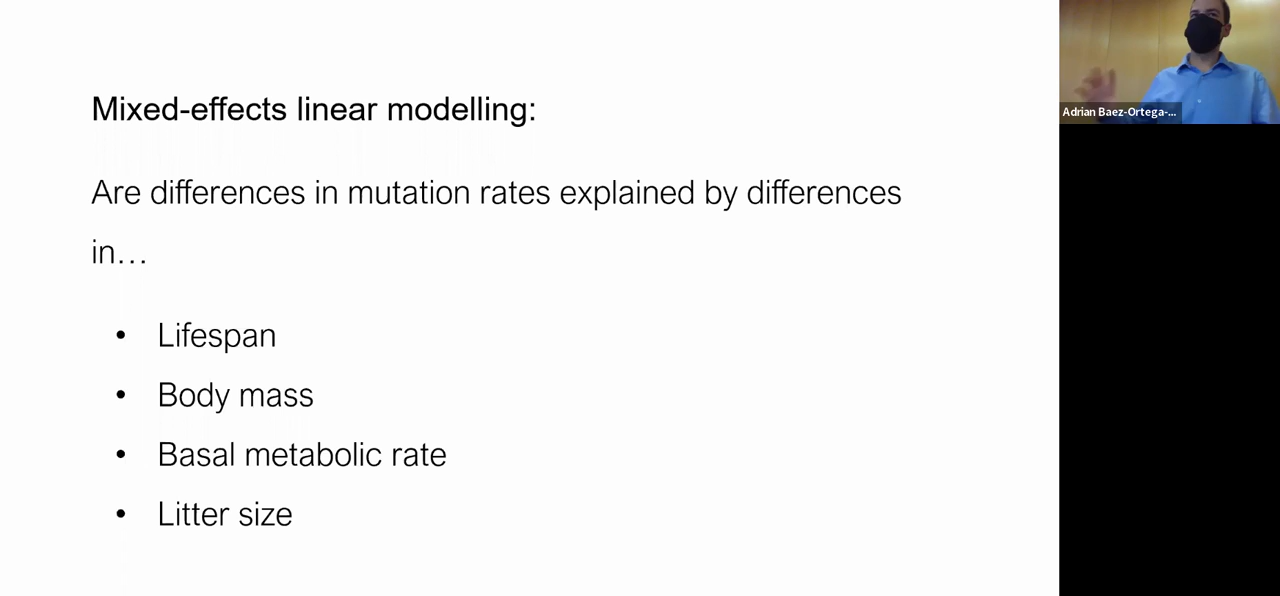 Mixed-effects linear modelling:
Are differences in mutation rates explained by differences
in…
• Lifespan
• Body mass
• Basal metabolic rate
• Litter size
Adrian Baez-Ortega-...